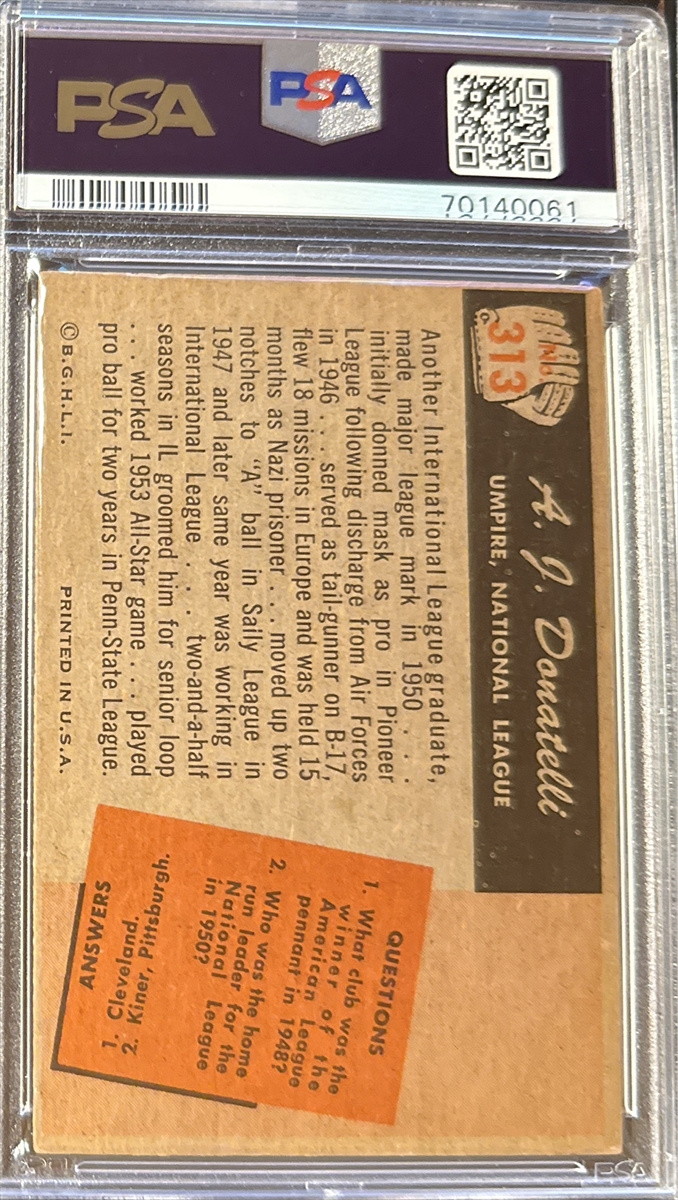 PSA
PSA
70140061
No.
313
A. J. Donatelli
UMPIRE, NATIONAL LEAGUE
Another International League graduate,
made major league mark in 1950 . . .
initially donned mask as pro in Pioneer
League following discharge from Air Forces
in 1946 . . . served as tail-gunner on B-17,
flew 18 missions in Europe and was held 15
months as Nazi prisoner . . . moved up two
notches to "A" ball in Sally League in
1947 and later same year was working in
International League . . . two-and-a-half
seasons in IL groomed him for senior loop
. . . worked 1953 All-Star game . . . played
pro ball for two years in Penn-State League.
©B.G.H.L.I.
PRINTED IN U.S.A.
QUESTIONS
1. What club was the
winner of the
American League
pennant in 1948?
2. Who was the home
run leader for the
National League
in 1950?
ANSWERS
1. Cleveland.
2. Kiner, Pittsburgh.
PSA